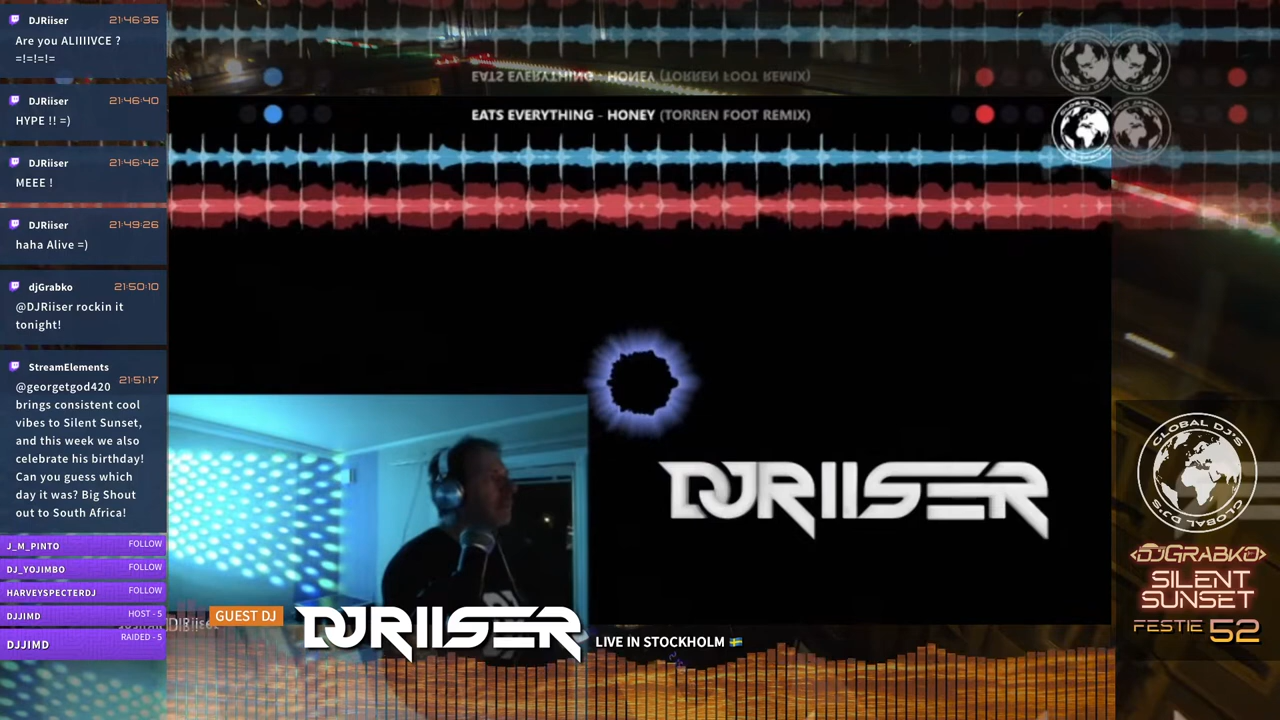 DJRiiser 21:46:35
Are you ALIIIIVCE ?
=!=!=!=
DJRiiser 21:46:40
HYPE !! =)
DJRiiser 21:46:42
MEEE !
DJRiiser 21:49:26
haha Alive =)
djGrabko 21:50:10
@DJRiiser rockin it
tonight!
StreamElements
21:51:17
@georgetgod420
brings consistent cool
vibes to Silent Sunset,
and this week we also
celebrate his birthday!
Can you guess which
day it was? Big Shout
out to South Africa!
J_M_PINTO FOLLOW
DJ_YOJIMBO FOLLOW
HARVEYSPECTERDJ FOLLOW
DJJIMD HOST - 5
DJJIMD RAIDED - 5
EATS EVERYTHING - HONEY (TORREN FOOT REMIX)
EATS EVERYTHING - HONEY (TORREN FOOT REMIX)
DJRIISER
GUEST DJ
DJRIISER
LIVE IN STOCKHOLM
GLOBAL DJ'S
GLOBAL DJ'S
<DJGRABKO>
SILENT
SUNSET
FESTIE 52